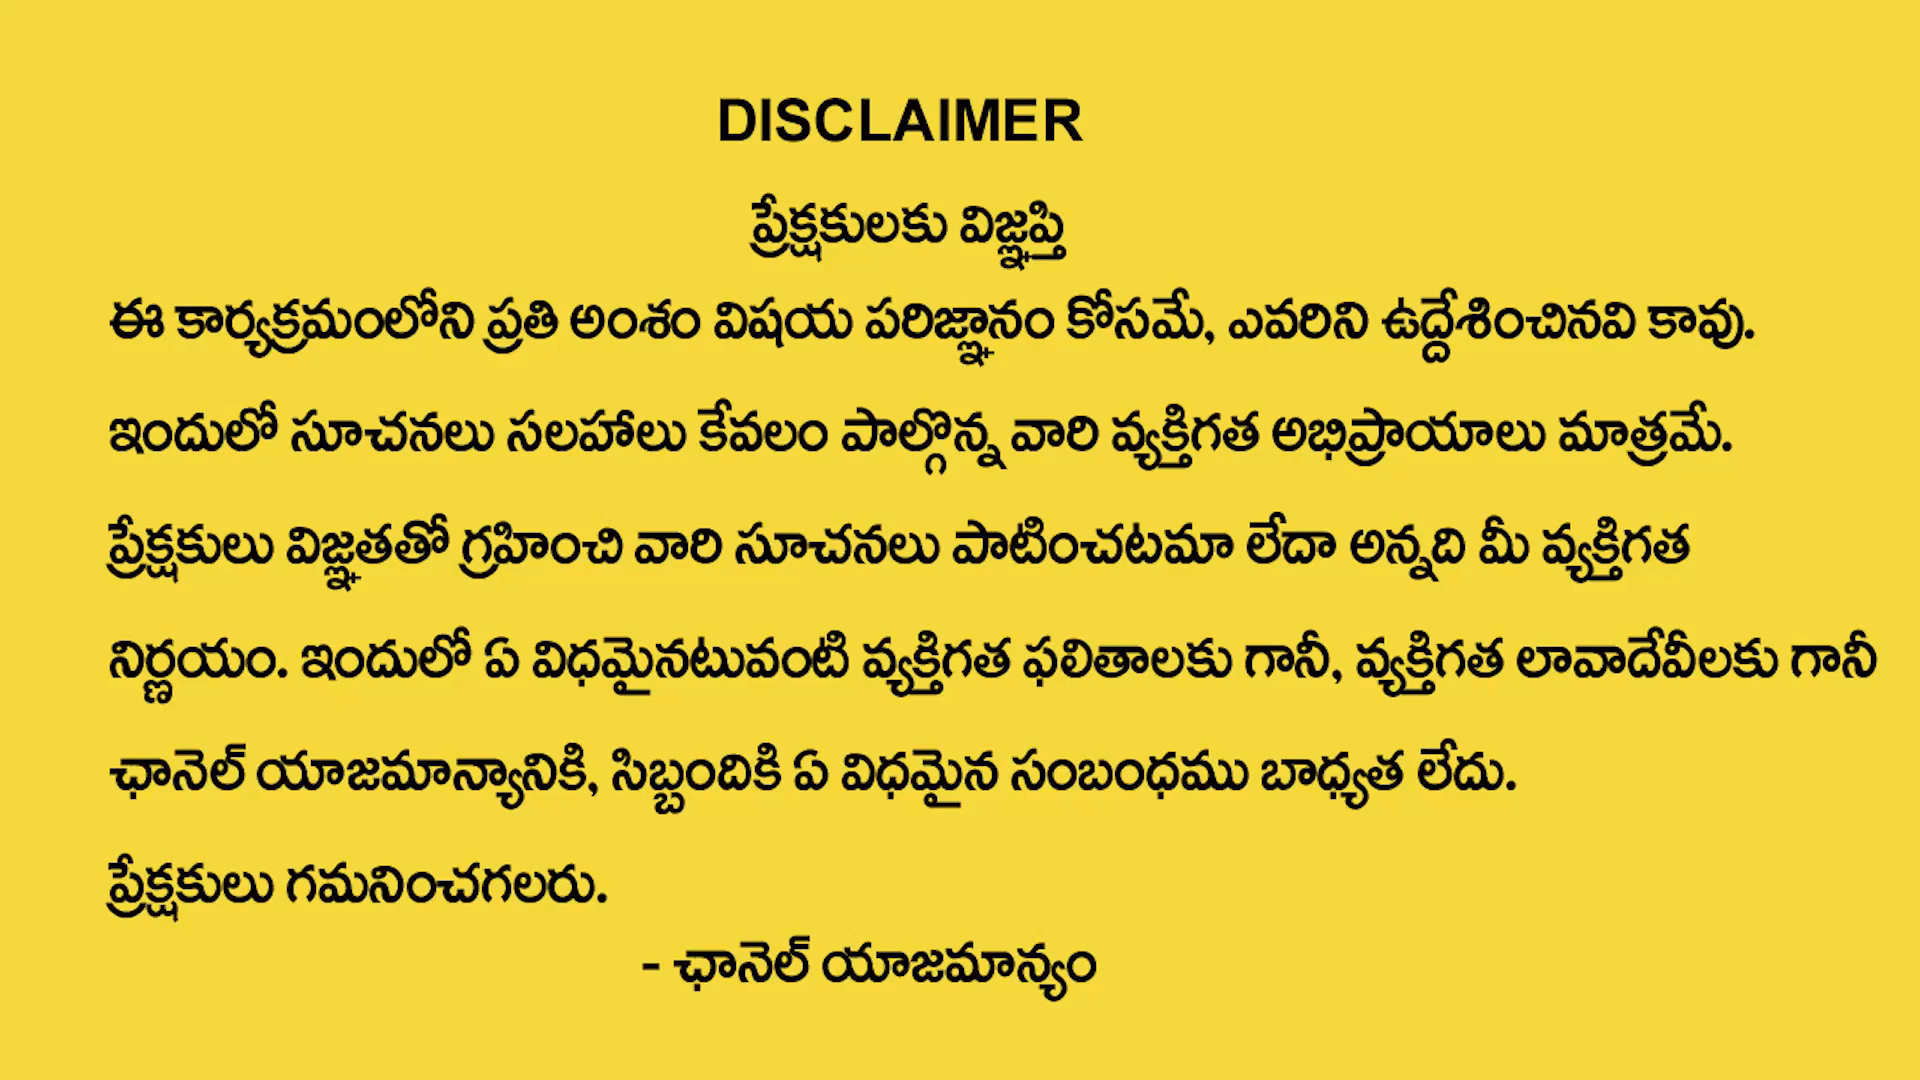 DISCLAIMER
ప్రేక్షకులకు విజ్ఞప్తి
ఈ కార్యక్రమంలోని ప్రతి అంశం విషయ పరిజ్ఞానం కోసమే, ఎవరిని ఉద్దేశించినవి కావు.
ఇందులో సూచనలు సలహాలు కేవలం పాల్గొన్న వారి వ్యక్తిగత అభిప్రాయాలు మాత్రమే.
ప్రేక్షకులు విజ్ఞతతో గ్రహించి వారి సూచనలు పాటించటమా లేదా అన్నది మీ వ్యక్తిగత
నిర్ణయం. ఇందులో ఏ విధమైనటువంటి వ్యక్తిగత ఫలితాలకు గానీ, వ్యక్తిగత లావాదేవీలకు గానీ
ఛానెల్ యాజమాన్యానికి, సిబ్బందికి ఏ విధమైన సంబంధము బాధ్యత లేదు.
ప్రేక్షకులు గమనించగలరు.
- ఛానెల్ యాజమాన్యం